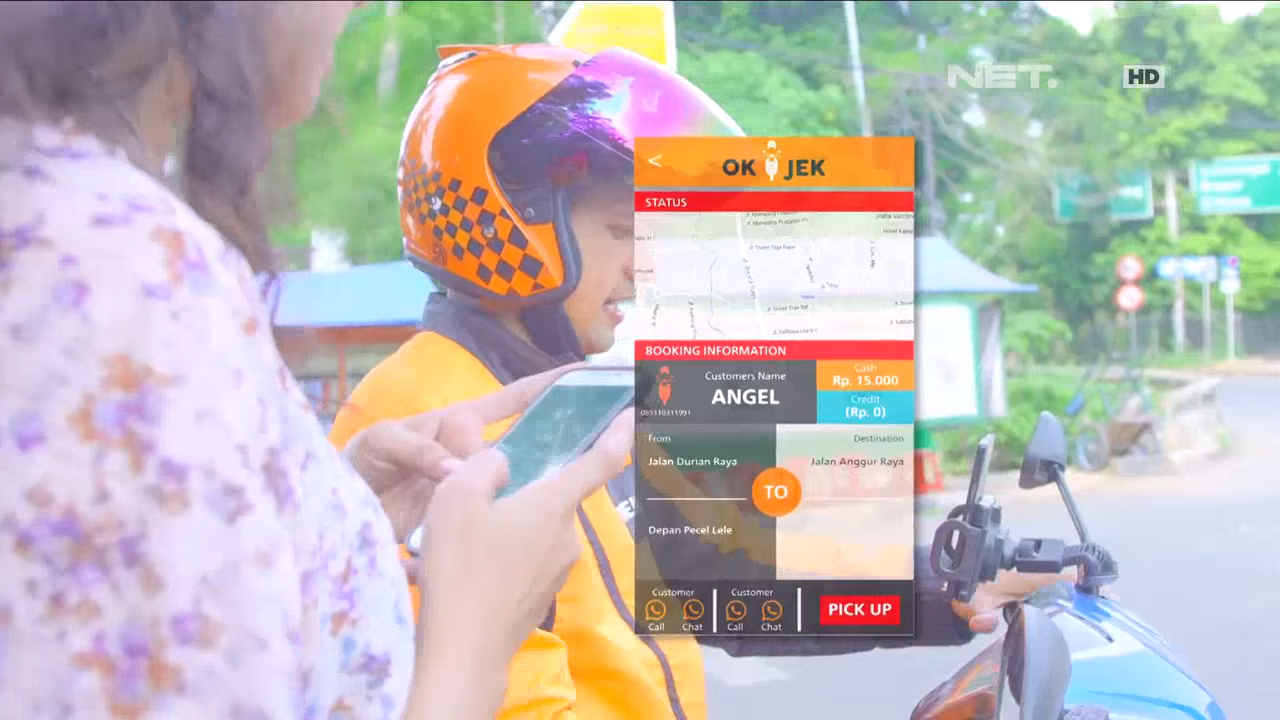 NET.
HD
<
OK JEK
STATUS
BOOKING INFORMATION
Customers Name
ANGEL
085110311991
Cash
Rp. 15.000
Credit
(Rp. 0)
From
Jalan Durian Raya
Destination
Jalan Anggur Raya
TO
Depan Pecel Lele
Customer
Call Chat
Customer
Call Chat
PICK UP